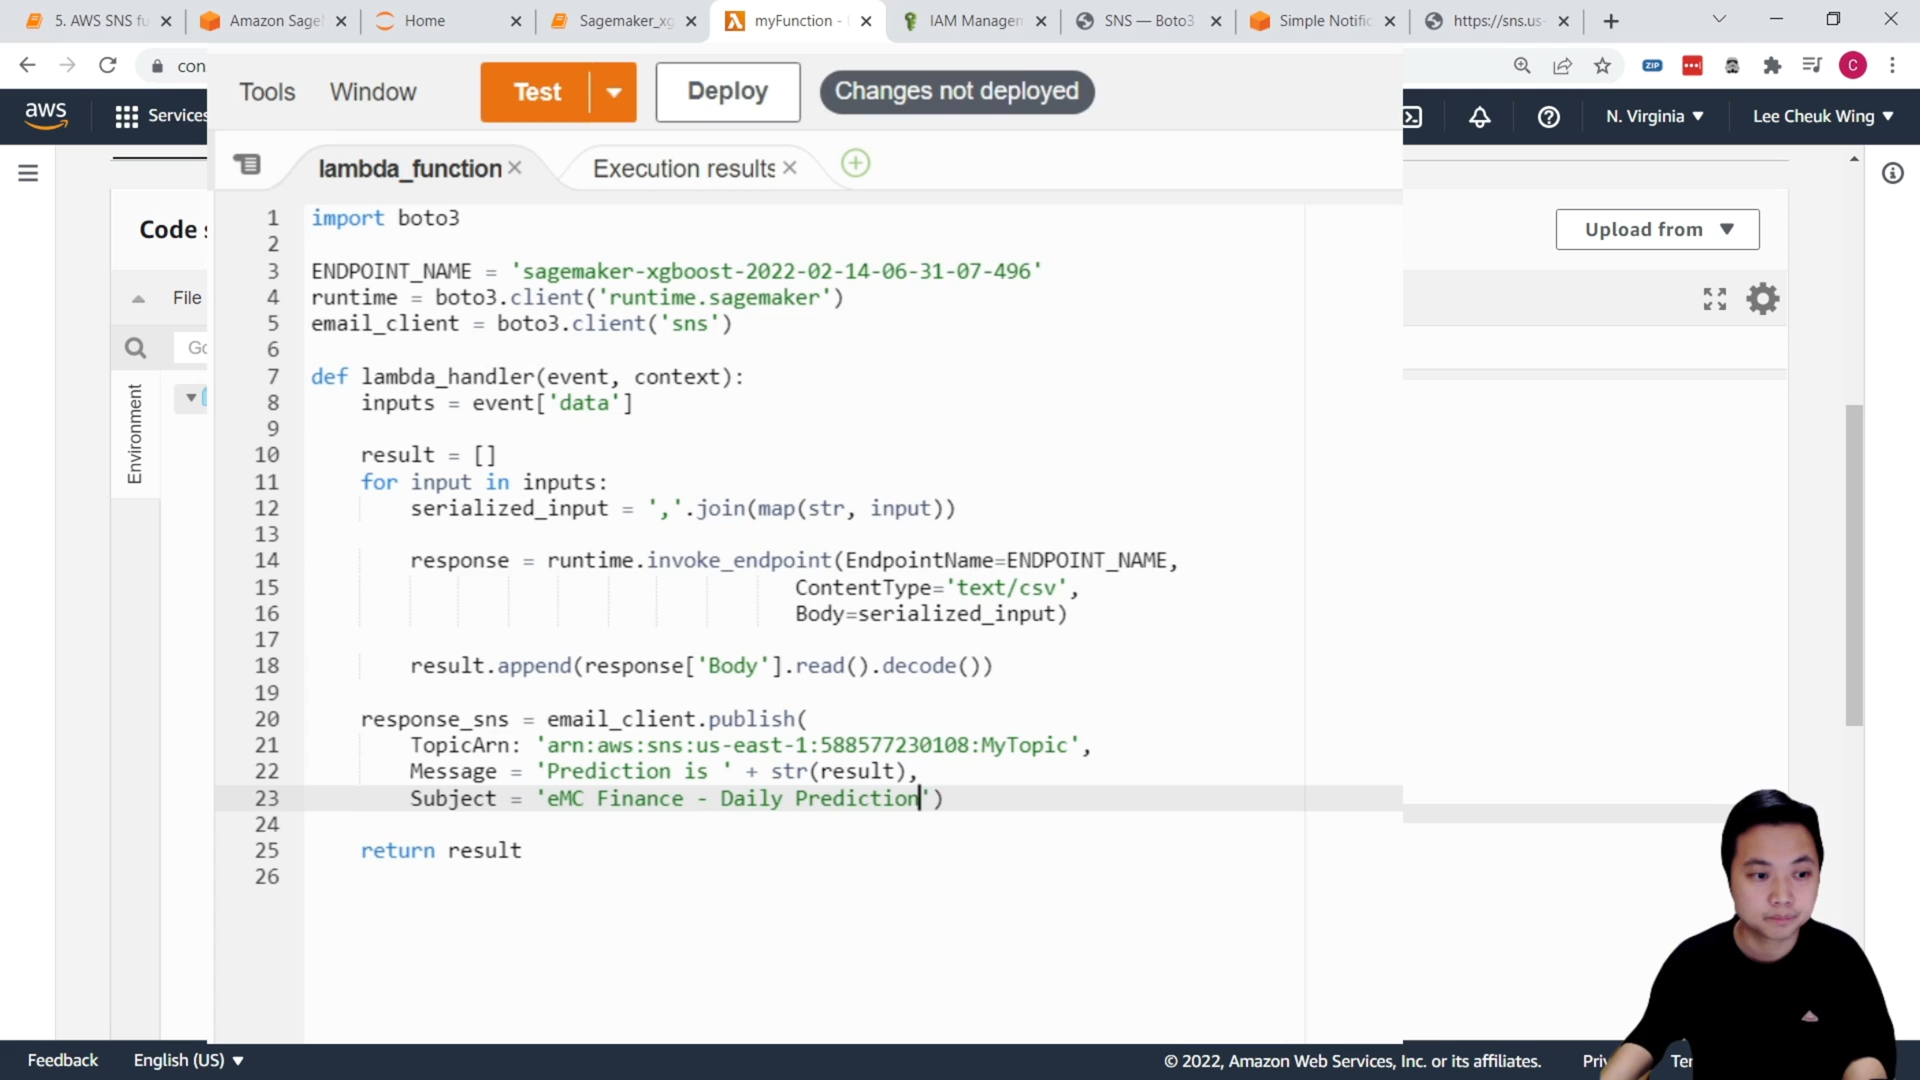 5. AWS SNS fu
Amazon Sage
Home
Sagemaker_xg
myFunction -
IAM Managem
SNS — Boto3
Simple Notific
https://sns.us-
con
ZIP
C
aws
Services
N. Virginia
Lee Cheuk Wing
Tools
Window
Test
Deploy
Changes not deployed
lambda_function
Execution results
Code s
Upload from
File
Go
Environment
1 import boto3
2
3 ENDPOINT_NAME = 'sagemaker-xgboost-2022-02-14-06-31-07-496'
4 runtime = boto3.client('runtime.sagemaker')
5 email_client = boto3.client('sns')
6
7 def lambda_handler(event, context):
8 inputs = event['data']
9
10 result = []
11 for input in inputs:
12 serialized_input = ','.join(map(str, input))
13
14 response = runtime.invoke_endpoint(EndpointName=ENDPOINT_NAME,
15 ContentType='text/csv',
16 Body=serialized_input)
17
18 result.append(response['Body'].read().decode())
19
20 response_sns = email_client.publish(
21 TopicArn: 'arn:aws:sns:us-east-1:588577230108:MyTopic',
22 Message = 'Prediction is ' + str(result),
23 Subject = 'eMC Finance - Daily Prediction')
24
25 return result
26
Feedback
English (US)
© 2022, Amazon Web Services, Inc. or its affiliates.
Priv
Ter